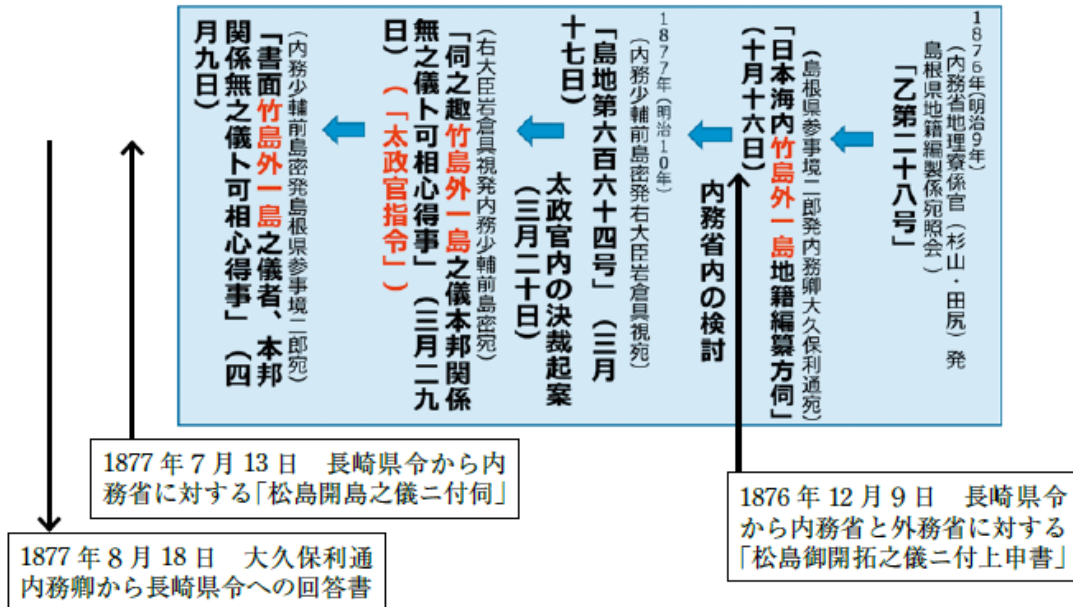 1876年(明治9年)
(内務省地理寮係官(杉山・田尻)発
島根県地籍編製係宛照会)
「乙第二十八号」
(島根県参事境二郎発内務卿大久保利通宛)
「日本海内竹島外一島地籍編纂方伺」
(十月十六日)
内務省内の検討
1877年(明治10年)
(内務少輔前島密発右大臣岩倉具視宛)
「島地第六百六十四号」(三月
十七日)
太政官内の決裁起案
(三月二十日)
(右大臣岩倉具視発内務少輔前島密宛)
「伺之趣竹島外一島之儀本邦関係
無之儀ト可相心得事」(三月二九
日)(「太政官指令」)
(内務少輔前島密発島根県参事境二郎宛)
「書面竹島外一島之儀者、本邦
関係無之儀ト可相心得事」(四
月九日)
1877年7月13日 長崎県令から内
務省に対する「松島開島之儀ニ付伺」
1876年12月9日 長崎県令
から内務省と外務省に対する
「松島御開拓之儀ニ付上申書」
1877年8月18日 大久保利通
内務卿から長崎県令への回答書